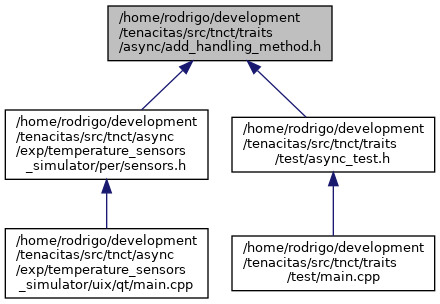 /home/rodrigo/development
/tenacitas/src/tnct/traits
/async/add_handling_method.h
/home/rodrigo/development
/tenacitas/src/tnct/async
/exp/temperature_sensors
_simulator/per/sensors.h
/home/rodrigo/development
/tenacitas/src/tnct/traits
/test/async_test.h
/home/rodrigo/development
/tenacitas/src/tnct/async
/exp/temperature_sensors
_simulator/uix/qt/main.cpp
/home/rodrigo/development
/tenacitas/src/tnct/traits
/test/main.cpp